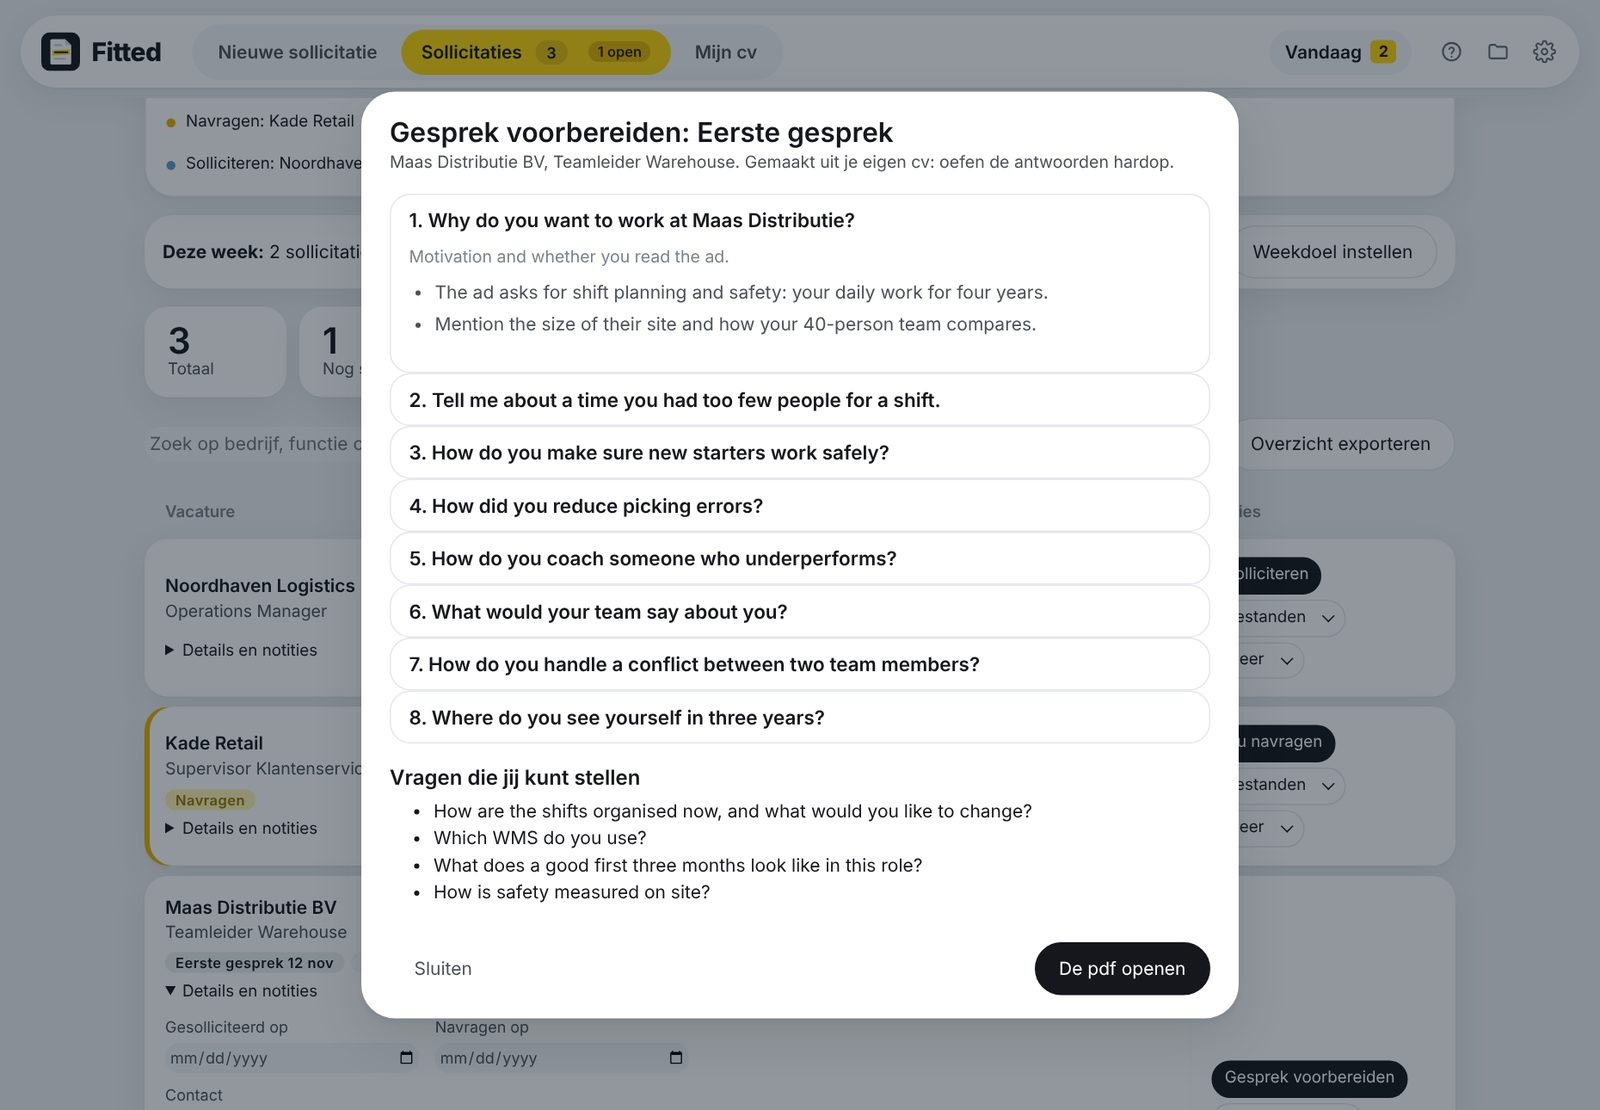 Fitted
Nieuwe sollicitatie
Sollicitaties 3 1 open
Mijn cv
Vandaag 2
Navragen: Kade Retail
Solliciteren:
Deze week: 2
Weekdoel instellen
3
Totaal
1
Nog
Zoek op bedrijf, functie
Overzicht exporteren
Vacature
Noordhaven Logistics
Operations Manager
Details en notities
Kade Retail
Supervisor
Navragen
Details en notities
navragen
Maas Distributie BV
Teamleider Warehouse
Eerste gesprek 12 nov
Details en notities
Gesolliciteerd op
Navragen op
mm/dd/yyyy
mm/dd/yyyy
Contact
Gesprek voorbereiden
Gesprek voorbereiden: Eerste gesprek
Maas Distributie BV, Teamleider Warehouse. Gemaakt uit je eigen cv: oefen de antwoorden hardop.
1. Why do you want to work at Maas Distributie?
Motivation and whether you read the ad.
• The ad asks for shift planning and safety: your daily work for four years.
• Mention the size of their site and how your 40-person team compares.
2. Tell me about a time you had too few people for a shift.
3. How do you make sure new starters work safely?
4. How did you reduce picking errors?
5. How do you coach someone who underperforms?
6. What would your team say about you?
7. How do you handle a conflict between two team members?
8. Where do you see yourself in three years?
Vragen die jij kunt stellen
• How are the shifts organised now, and what would you like to change?
• Which WMS do you use?
• What does a good first three months look like in this role?
• How is safety measured on site?
Sluiten
De pdf openen